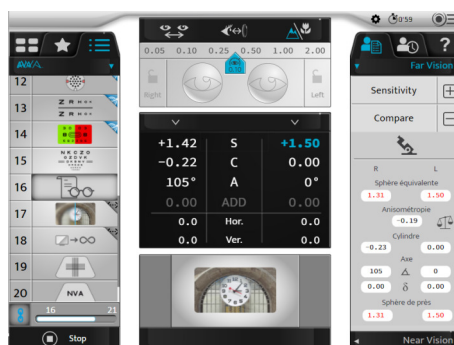 0'59
AVVA
12
13
14
15
16
17
18
19
20
NVA
16 21
Stop
0.05 0.10 0.25 0.50 1.00 2.00
0.10
Right Left
+1.42 S +1.50
−0.22 C 0.00
105° A 0°
0.00 ADD 0.00
0.0 Hor. 0.0
0.0 Ver. 0.0
?
Far Vision
Sensitivity +
Compare −
R L
Sphère équivalente
1.31 1.50
Anisométropie
−0.19
Cylindre
−0.23 0.00
Axe
105 0
0.00 δ 0.00
Sphère de près
1.31 1.50
Near Vision